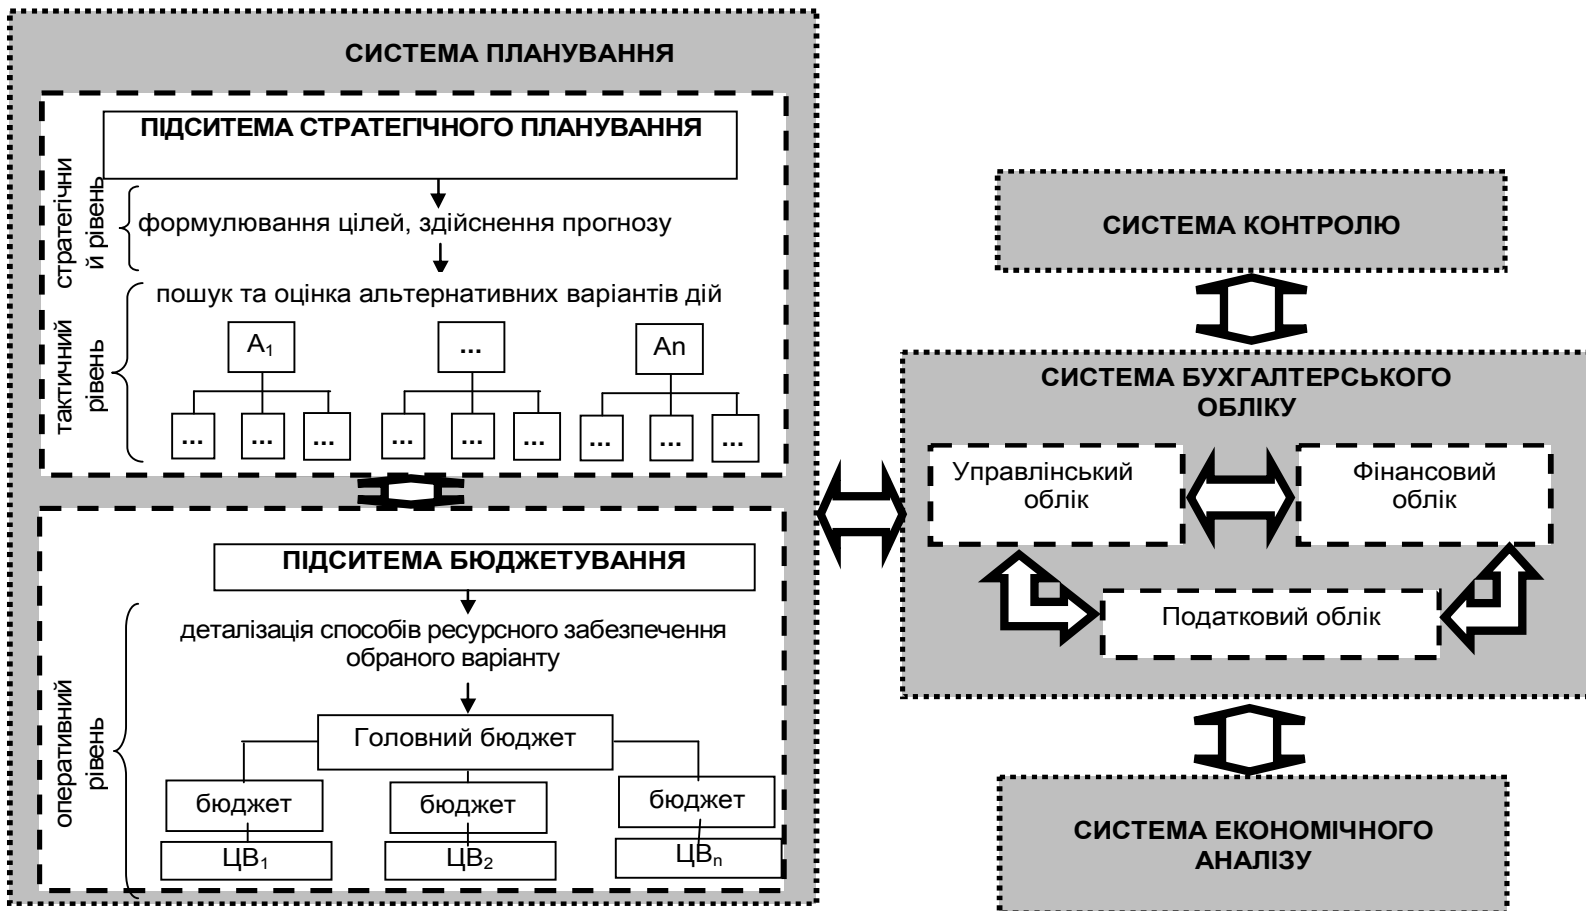 СИСТЕМА ПЛАНУВАННЯ
ПІДСИТЕМА СТРАТЕГІЧНОГО ПЛАНУВАННЯ
стратегічни
й рівень
формулювання цілей, здійснення прогнозу
тактичний
рівень
пошук та оцінка альтернативних варіантів дій
А1
...
Аn
...
...
...
...
...
...
...
...
...
ПІДСИТЕМА БЮДЖЕТУВАННЯ
оперативний
рівень
деталізація способів ресурсного забезпечення
обраного варіанту
Головний бюджет
бюджет
бюджет
бюджет
ЦВ1
ЦВ2
ЦВn
СИСТЕМА КОНТРОЛЮ
СИСТЕМА БУХГАЛТЕРСЬКОГО
ОБЛІКУ
Управлінський
облік
Фінансовий
облік
Податковий облік
СИСТЕМА ЕКОНОМІЧНОГО
АНАЛІЗУ